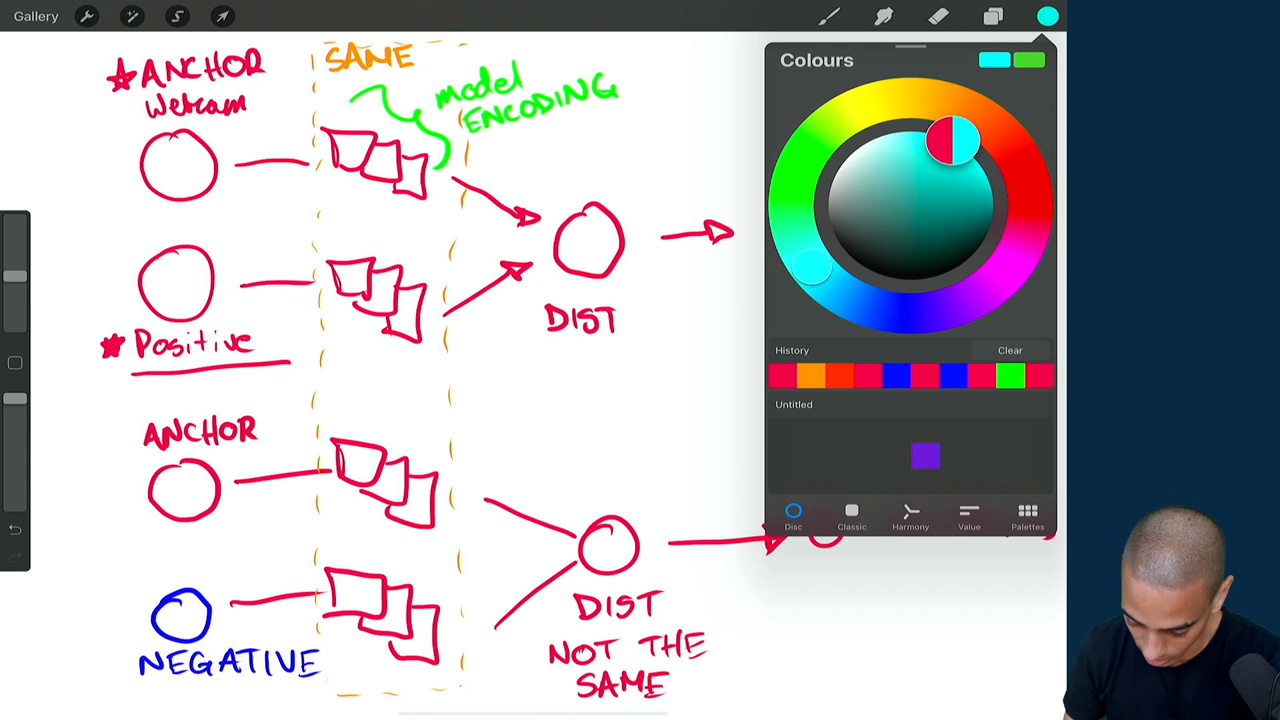 Gallery
Colours
SAME
ANCHOR
Webcam
model
ENCODING
DIST
Positive
History
Clear
Untitled
ANCHOR
Disc
Classic
Harmony
Value
Palettes
NEGATIVE
DIST
NOT THE
SAME